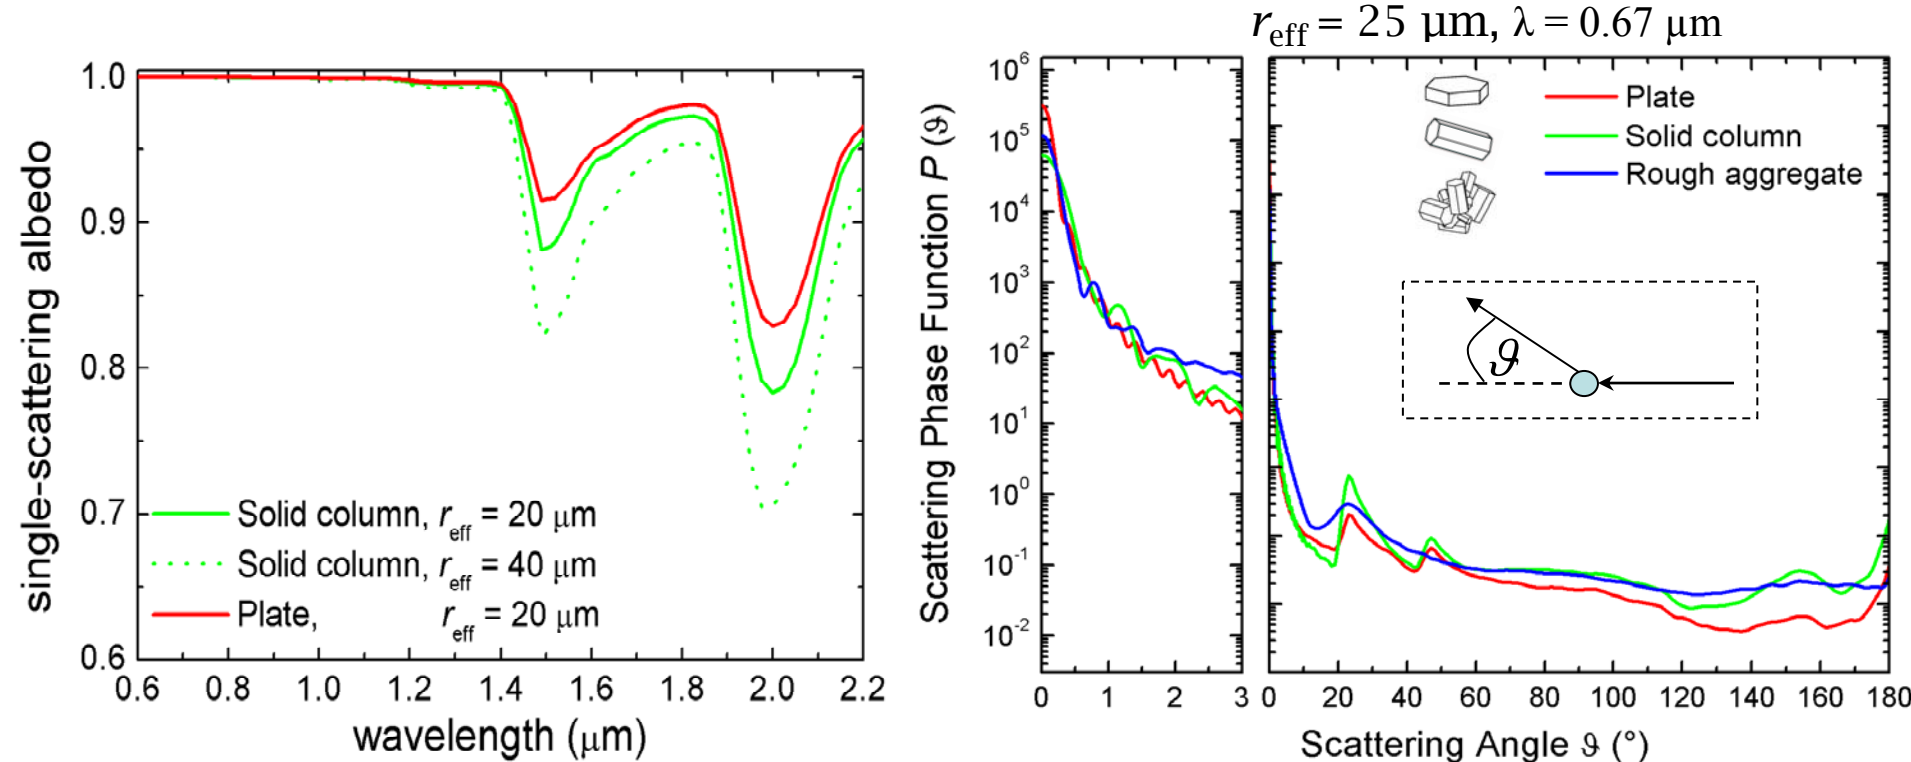 r_eff = 25 μm, λ = 0.67 μm
single-scattering albedo
1.0
0.9
0.8
0.7
0.6
Solid column, r_eff = 20 μm
Solid column, r_eff = 40 μm
Plate, r_eff = 20 μm
0.6 0.8 1.0 1.2 1.4 1.6 1.8 2.0 2.2
wavelength (μm)
Scattering Phase Function P (ϑ)
10^6
10^5
10^4
10^3
10^2
10^1
10^0
10^-1
10^-2
0 1 2 3
Plate
Solid column
Rough aggregate
ϑ
0 20 40 60 80 100 120 140 160 180
Scattering Angle ϑ (°)